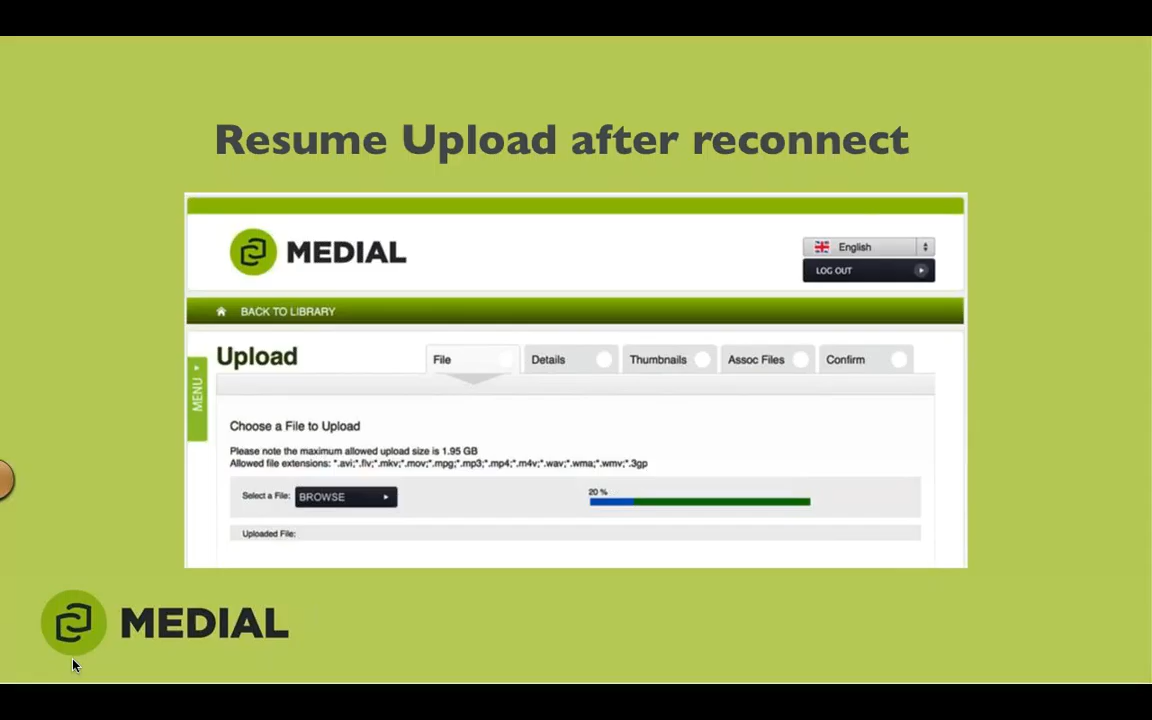 Resume Upload after reconnect
MEDIAL
English
LOG OUT
BACK TO LIBRARY
MENU
Upload
File
Details
Thumbnails
Assoc Files
Confirm
Choose a File to Upload
Please note the maximum allowed upload size is 1.95 GB
Allowed file extensions: *.avi;*.flv;*.mkv;*.mov;*.mpg;*.mp3;*.mp4;*.m4v;*.wav;*.wma;*.wmv;*.3gp
Select a File: BROWSE
20 %
Uploaded File:
MEDIAL